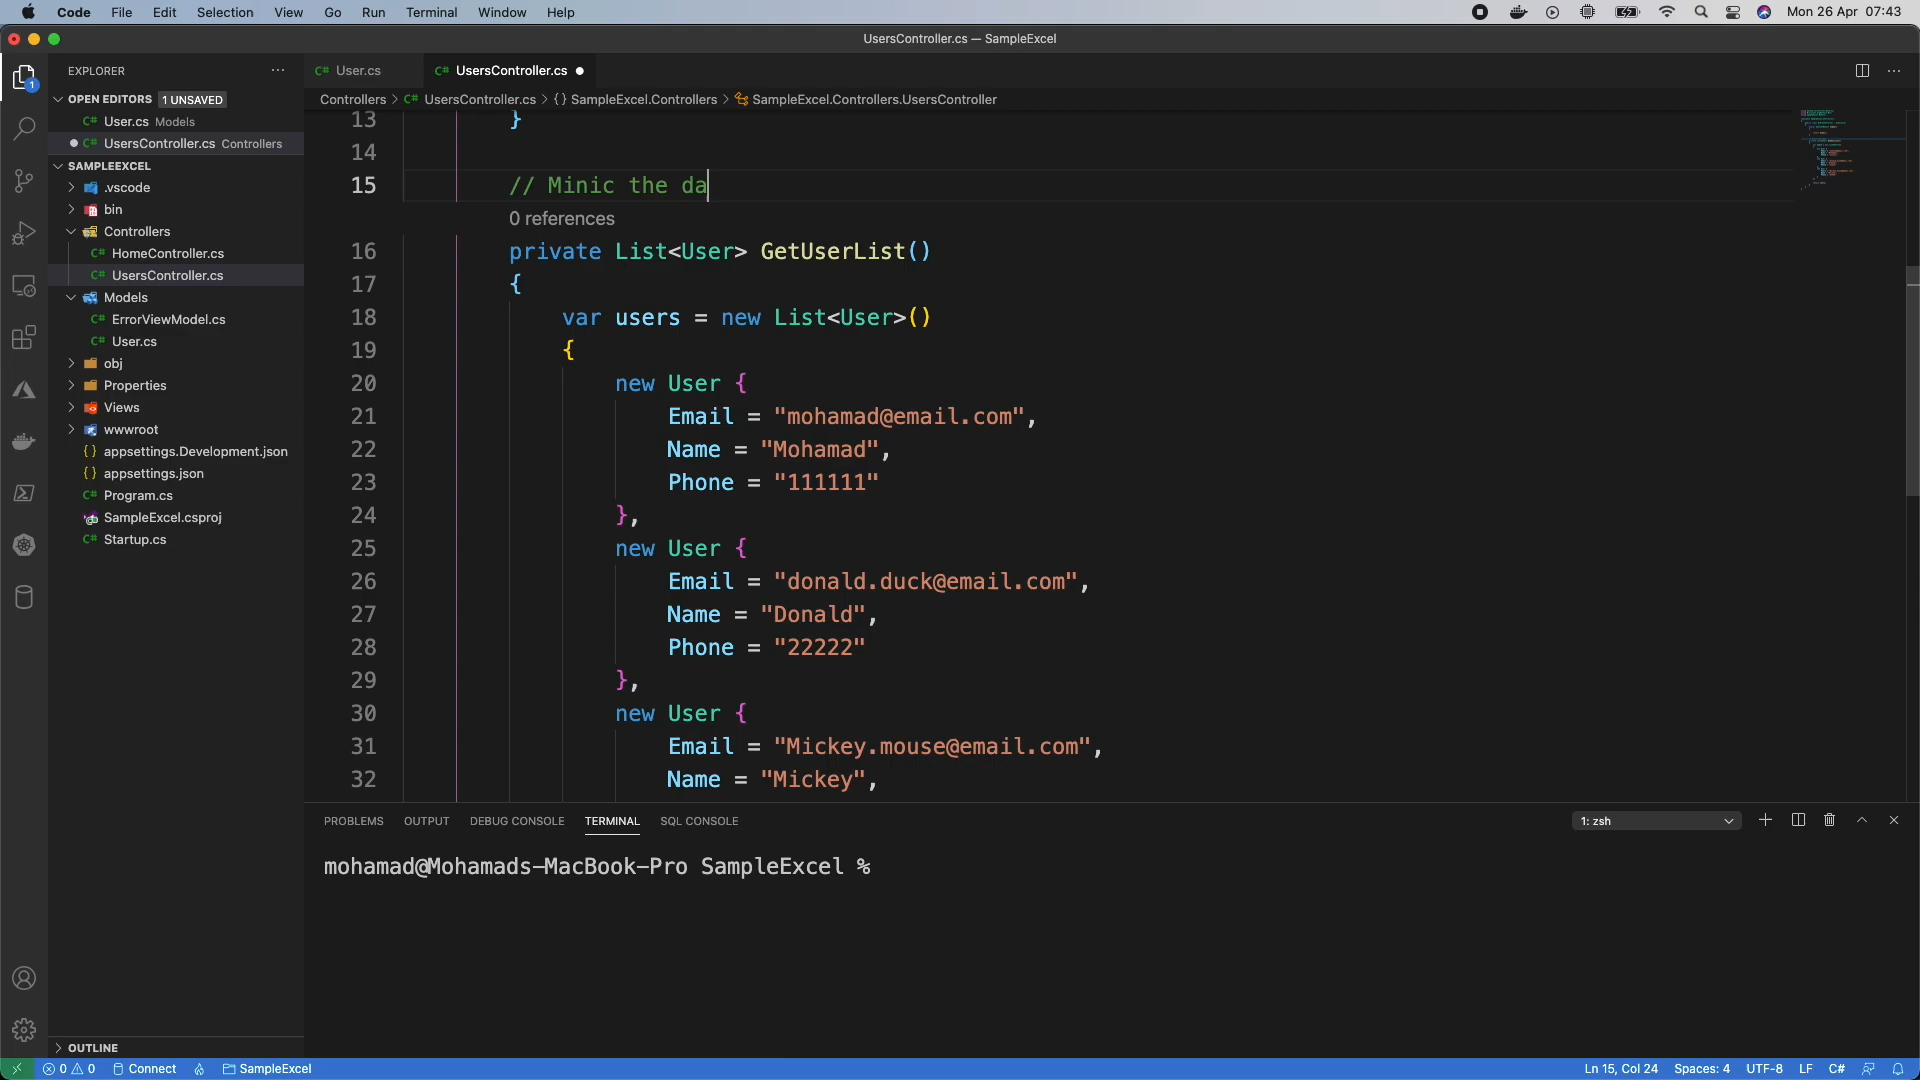 Code File Edit Selection View Go Run Terminal Window Help Mon 26 Apr 07:43
UsersController.cs — SampleExcel
EXPLORER
OPEN EDITORS 1 UNSAVED
User.cs Models
UsersController.cs Controllers
SAMPLEEXCEL
.vscode
bin
Controllers
HomeController.cs
UsersController.cs
Models
ErrorViewModel.cs
User.cs
obj
Properties
Views
wwwroot
appsettings.Development.json
appsettings.json
Program.cs
SampleExcel.csproj
Startup.cs
OUTLINE
User.cs UsersController.cs
Controllers > UsersController.cs > {} SampleExcel.Controllers > SampleExcel.Controllers.UsersController
13 }
14
15 // Minic the da
0 references
16 private List<User> GetUserList()
17 {
18 var users = new List<User>()
19 {
20 new User {
21 Email = "mohamad@email.com",
22 Name = "Mohamad",
23 Phone = "111111"
24 },
25 new User {
26 Email = "donald.duck@email.com",
27 Name = "Donald",
28 Phone = "22222"
29 },
30 new User {
31 Email = "Mickey.mouse@email.com",
32 Name = "Mickey",
PROBLEMS OUTPUT DEBUG CONSOLE TERMINAL SQL CONSOLE 1: zsh
mohamad@Mohamads-MacBook-Pro SampleExcel %
0 0 Connect SampleExcel Ln 15, Col 24 Spaces: 4 UTF-8 LF C#